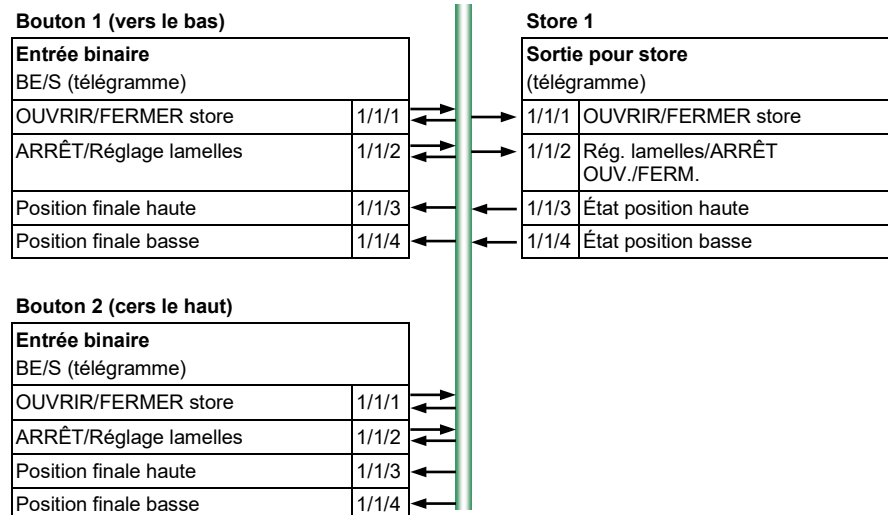 Bouton 1 (vers le bas)
Entrée binaire
BE/S (télégramme)
OUVRIR/FERMER store 1/1/1
ARRÊT/Réglage lamelles 1/1/2
Position finale haute 1/1/3
Position finale basse 1/1/4
Store 1
Sortie pour store
(télégramme)
1/1/1 OUVRIR/FERMER store
1/1/2 Rég. lamelles/ARRÊT
OUV./FERM.
1/1/3 État position haute
1/1/4 État position basse
Bouton 2 (cers le haut)
Entrée binaire
BE/S (télégramme)
OUVRIR/FERMER store 1/1/1
ARRÊT/Réglage lamelles 1/1/2
Position finale haute 1/1/3
Position finale basse 1/1/4